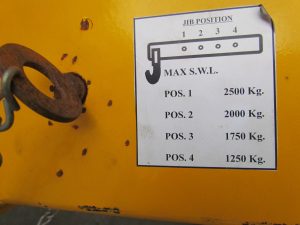 JIB POSITION
1 2 3 4
MAX S.W.L.
POS. 1 2500 Kg.
POS. 2 2000 Kg.
POS. 3 1750 Kg.
POS. 4 1250 Kg.